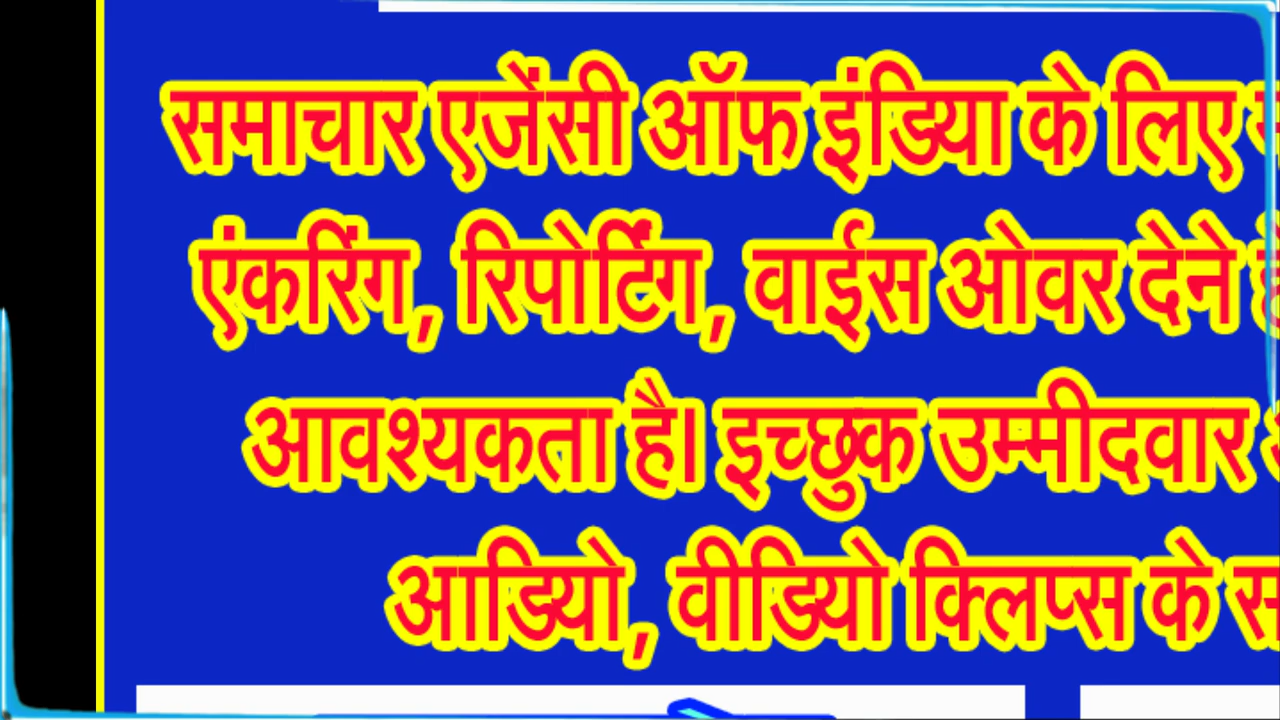 समाचार एजेंसी ऑफ इंडिया के लिए
एंकरिंग, रिपोर्टिंग, वाईस ओवर देने
आवश्यकता है। इच्छुक उम्मीदवार
आडियो, वीडियो क्लिप्स के